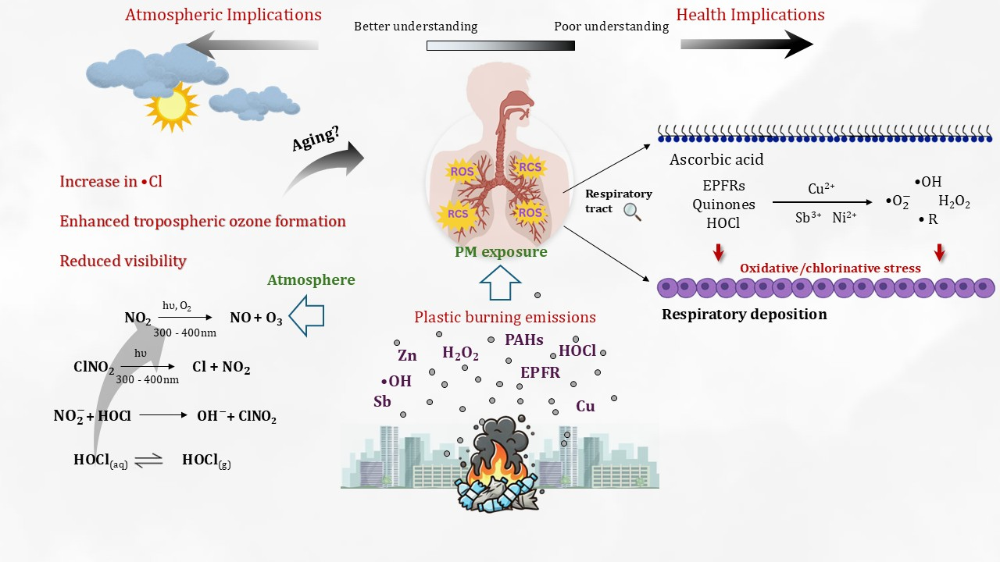 Atmospheric Implications
Better understanding
Poor understanding
Health Implications
Aging?
Increase in •Cl
Enhanced tropospheric ozone formation
Reduced visibility
Atmosphere
hυ, O₂
NO₂ → NO + O₃
300 - 400nm
hυ
ClNO₂ → Cl + NO₂
300 - 400nm
NO₂⁻ + HOCl → OH⁻ + ClNO₂
HOCl(aq) ⇌ HOCl(g)
ROS
RCS
RCS
ROS
PM exposure
Plastic burning emissions
PAHs
Zn
H₂O₂
HOCl
EPFR
•OH
Sb
Cu
Respiratory
tract
Ascorbic acid
EPFRs
Quinones
HOCl
Cu²⁺
Sb³⁺ Ni²⁺
•OH
•O₂⁻ H₂O₂
• R
Oxidative/chlorinative stress
Respiratory deposition